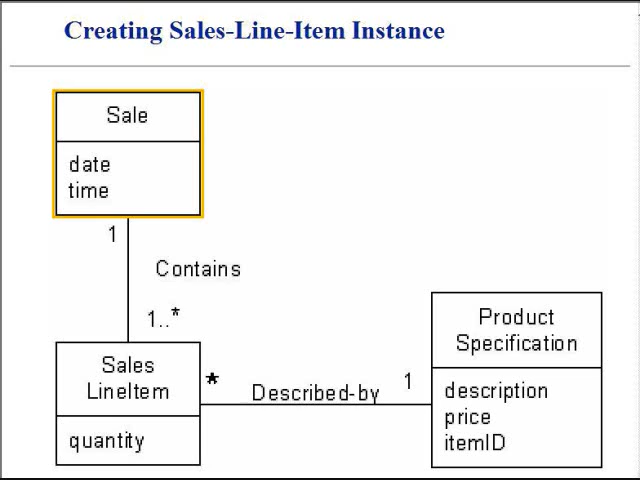 Creating Sales-Line-Item Instance
Sale
date
time
1
Contains
1..*
Sales
LineItem
quantity
*
Described-by
1
Product
Specification
description
price
itemID